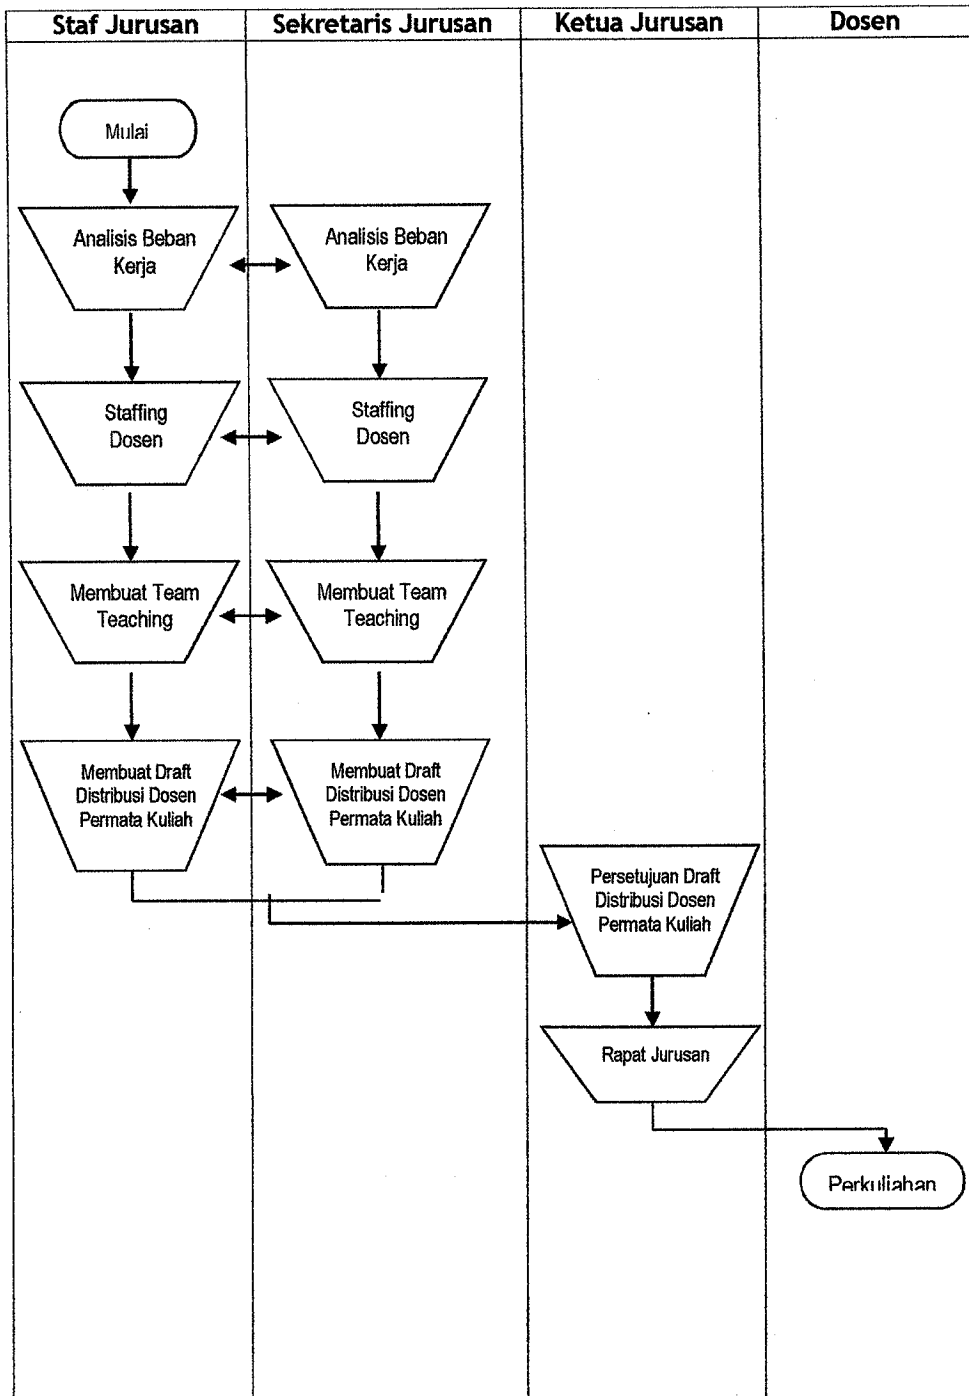 Staf Jurusan
Sekretaris Jurusan
Ketua Jurusan
Dosen
Mulai
Analisis Beban
Kerja
Analisis Beban
Kerja
Staffing
Dosen
Staffing
Dosen
Membuat Team
Teaching
Membuat Team
Teaching
Membuat Draft
Distribusi Dosen
Permata Kuliah
Membuat Draft
Distribusi Dosen
Permata Kuliah
Persetujuan Draft
Distribusi Dosen
Permata Kuliah
Rapat Jurusan
Perkuliahan